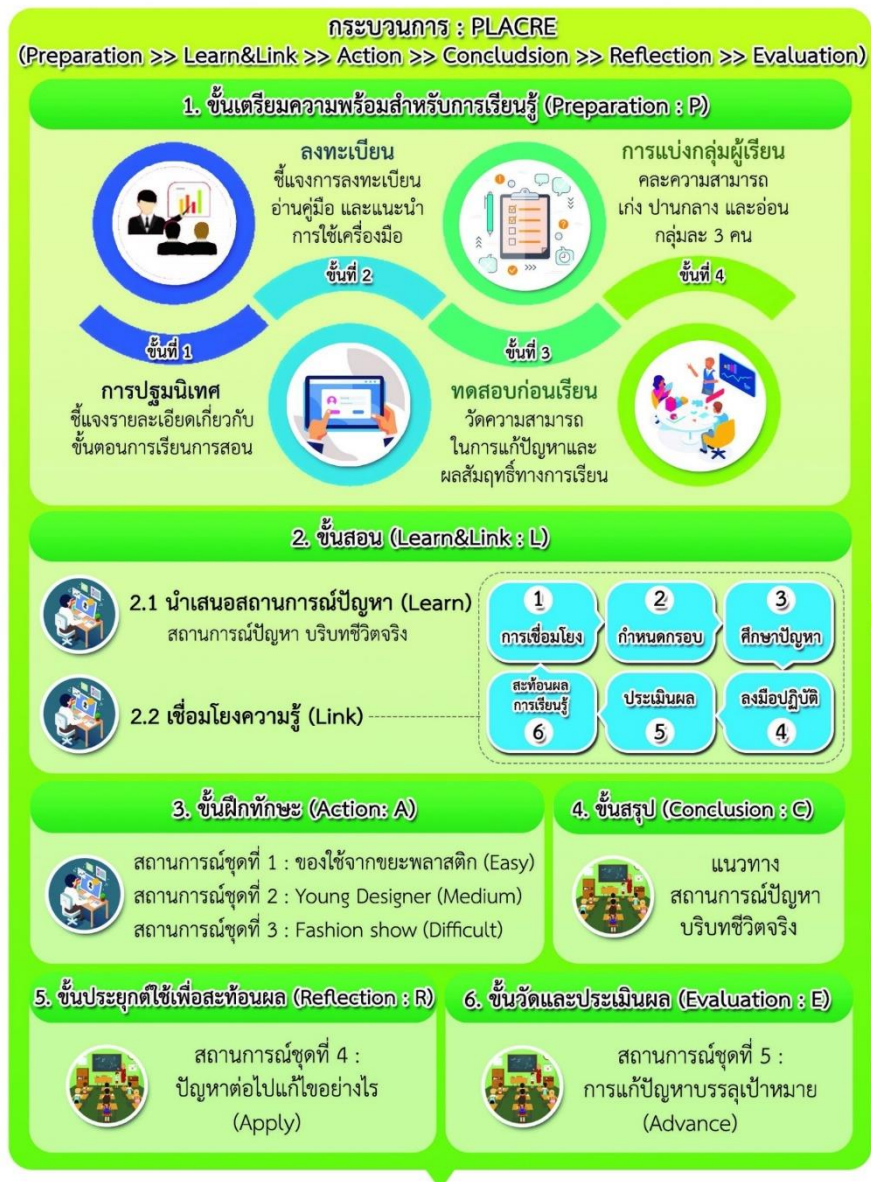 กระบวนการ : PLACRE
(Preparation >> Learn&Link >> Action >> Concludsion >> Reflection >> Evaluation)
1. ขั้นเตรียมความพร้อมสำหรับการเรียนรู้ (Preparation : P)
ลงทะเบียน
ชี้แจงการลงทะเบียน
อ่านคู่มือ และแนะนำ
การใช้เครื่องมือ
การแบ่งกลุ่มผู้เรียน
คละความสามารถ
เก่ง ปานกลาง และอ่อน
กลุ่มละ 3 คน
ขั้นที่ 1
ขั้นที่ 2
ขั้นที่ 3
ขั้นที่ 4
การปฐมนิเทศ
ชี้แจงรายละเอียดเกี่ยวกับ
ขั้นตอนการเรียนการสอน
ทดสอบก่อนเรียน
วัดความสามารถ
ในการแก้ปัญหาและ
ผลสัมฤทธิ์ทางการเรียน
2. ขั้นสอน (Learn&Link : L)
2.1 นำเสนอสถานการณ์ปัญหา (Learn)
สถานการณ์ปัญหา บริบทชีวิตจริง
2.2 เชื่อมโยงความรู้ (Link)
1
การเชื่อมโยง
2
กำหนดกรอบ
3
ศึกษาปัญหา
ลงมือปฏิบัติ
4
ประเมินผล
5
สะท้อนผล
การเรียนรู้
6
3. ขั้นฝึกทักษะ (Action: A)
สถานการณ์ชุดที่ 1 : ของใช้จากขยะพลาสติก (Easy)
สถานการณ์ชุดที่ 2 : Young Designer (Medium)
สถานการณ์ชุดที่ 3 : Fashion show (Difficult)
4. ขั้นสรุป (Conclusion : C)
แนวทาง
สถานการณ์ปัญหา
บริบทชีวิตจริง
5. ขั้นประยุกต์ใช้เพื่อสะท้อนผล (Reflection : R)
สถานการณ์ชุดที่ 4 :
ปัญหาต่อไปแก้ไขอย่างไร
(Apply)
6. ขั้นวัดและประเมินผล (Evaluation : E)
สถานการณ์ชุดที่ 5 :
การแก้ปัญหาบรรลุเป้าหมาย
(Advance)